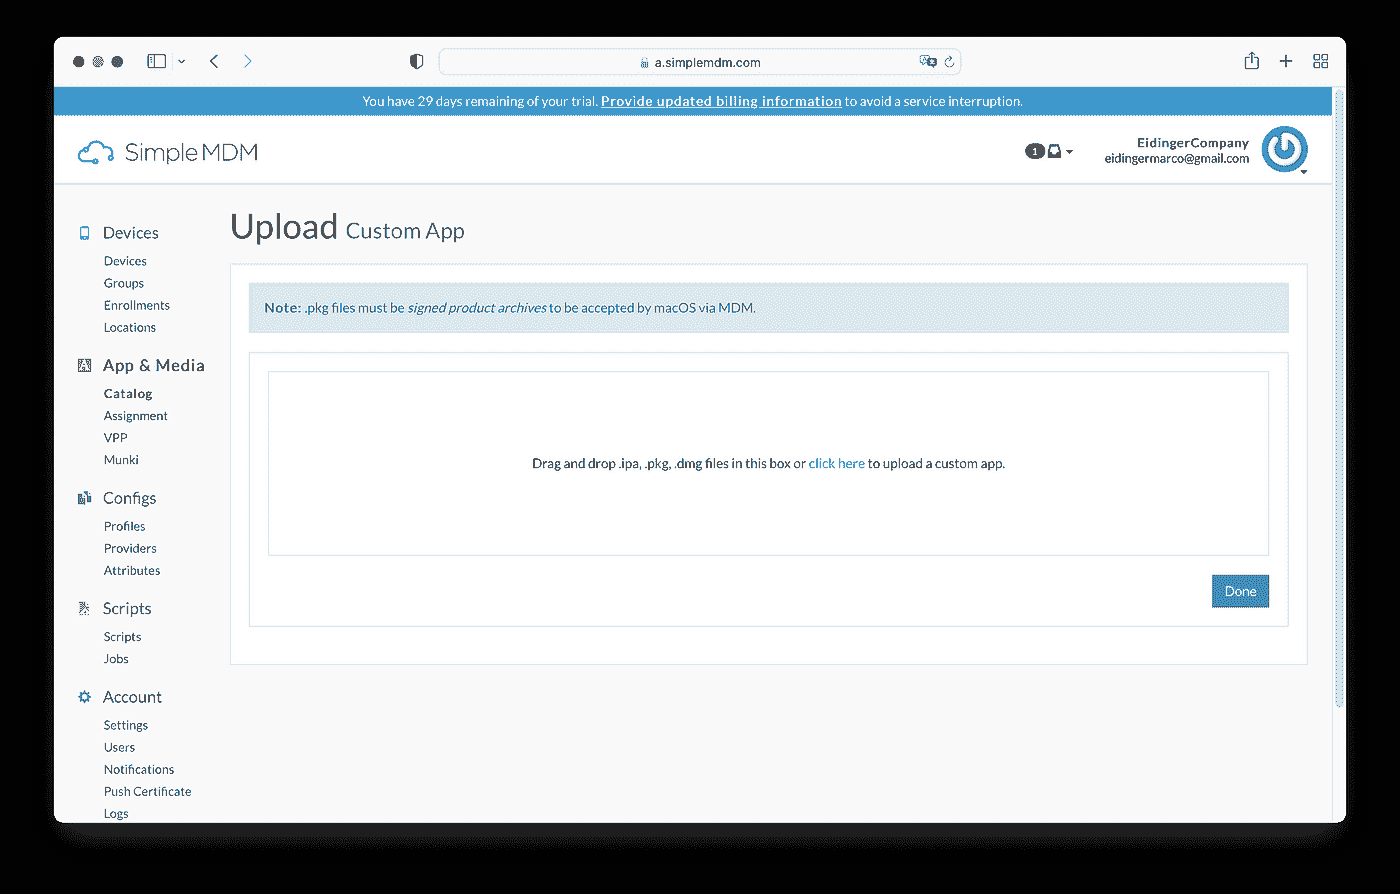 a.simplemdm.com
You have 29 days remaining of your trial. Provide updated billing information to avoid a service interruption.
SimpleMDM
1
EidingerCompany
eidingermarco@gmail.com
Devices
Devices
Groups
Enrollments
Locations
App & Media
Catalog
Assignment
VPP
Munki
Configs
Profiles
Providers
Attributes
Scripts
Scripts
Jobs
Account
Settings
Users
Notifications
Push Certificate
Logs
Upload Custom App
Note: .pkg files must be signed product archives to be accepted by macOS via MDM.
Drag and drop .ipa, .pkg, .dmg files in this box or click here to upload a custom app.
Done